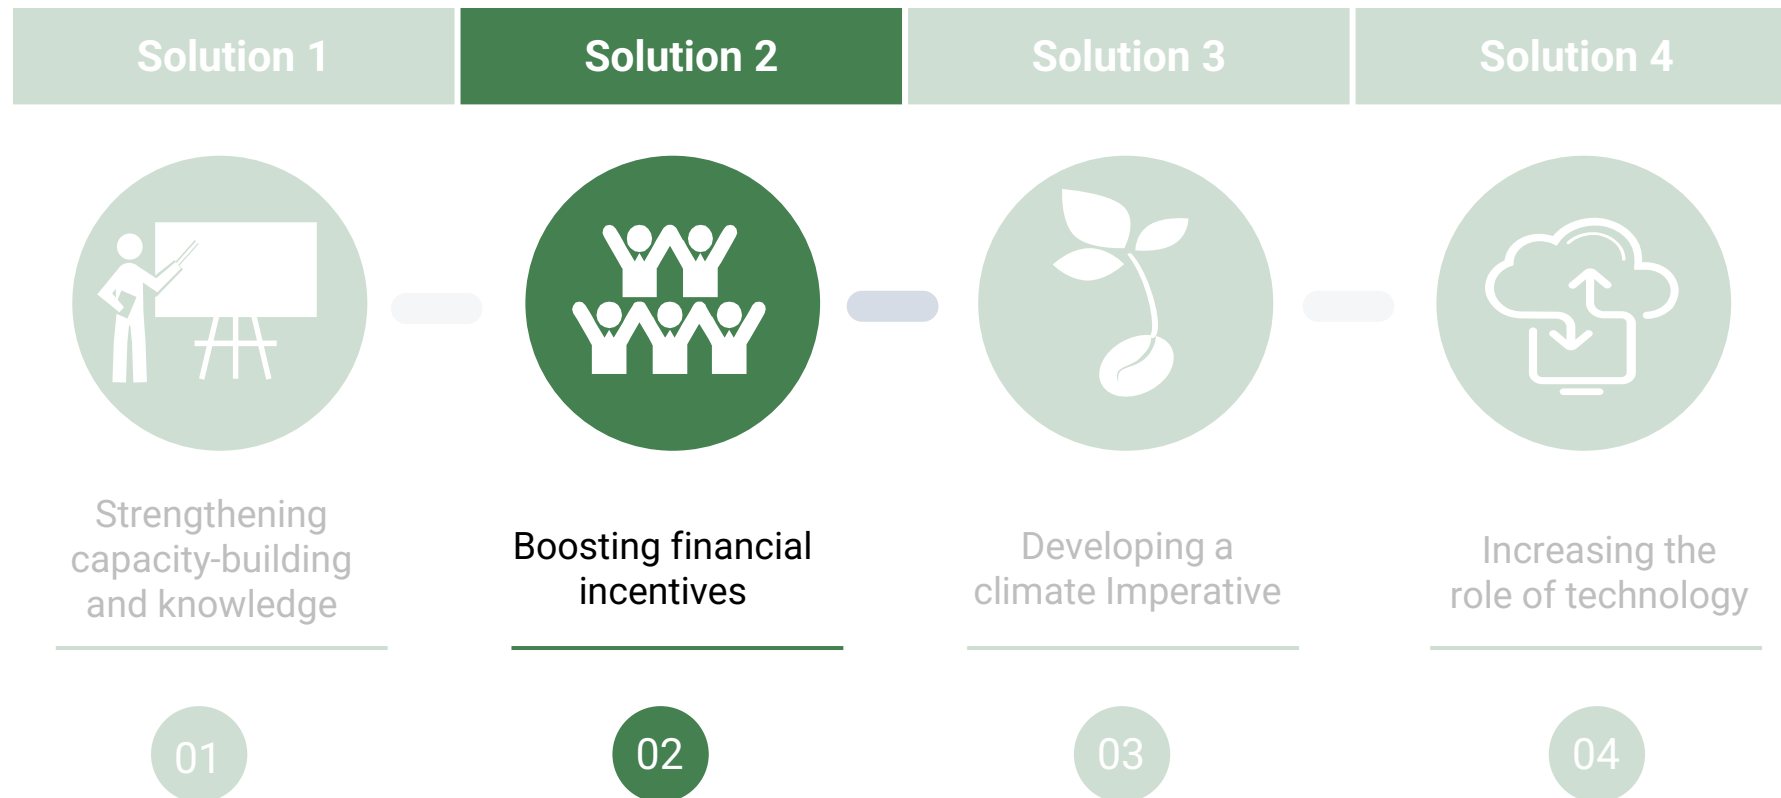 Solution 1
Solution 2
Solution 3
Solution 4
Strengthening
capacity-building
and knowledge
Boosting financial
incentives
Developing a
climate Imperative
Increasing the
role of technology
01
02
03
04